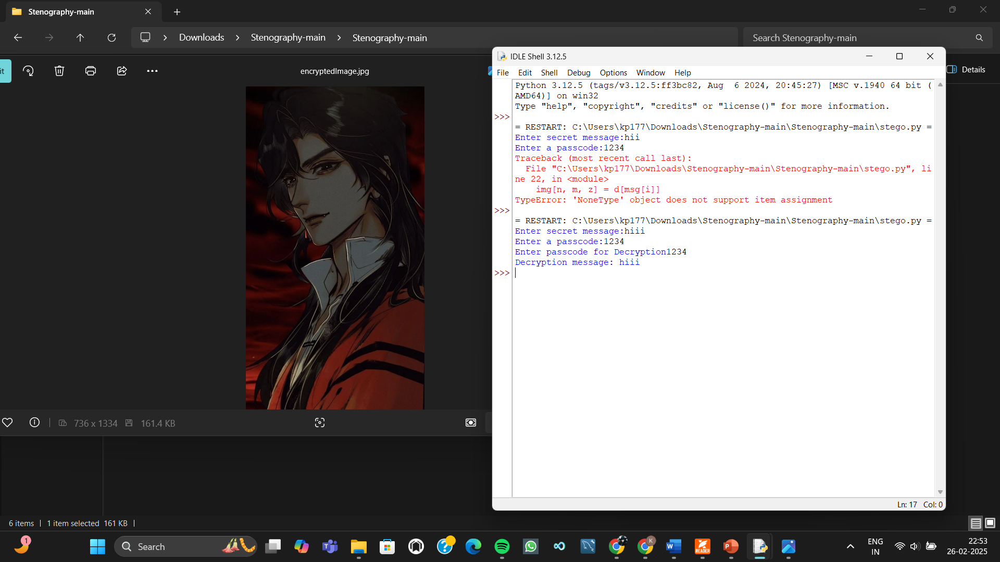 Stenography-main
Downloads > Stenography-main > Stenography-main
Search Stenography-main
it
encryptedImage.jpg
Details
IDLE Shell 3.12.5
File Edit Shell Debug Options Window Help
Python 3.12.5 (tags/v3.12.5:ff3bc82, Aug  6 2024, 20:45:27) [MSC v.1940 64 bit (
AMD64)] on win32
Type "help", "copyright", "credits" or "license()" for more information.
>>>
= RESTART: C:\Users\kp177\Downloads\Stenography-main\Stenography-main\stego.py =
Enter secret message:hii
Enter a passcode:1234
Traceback (most recent call last):
  File "C:\Users\kp177\Downloads\Stenography-main\Stenography-main\stego.py", li
ne 22, in <module>
    img[n, m, z] = d[msg[i]]
TypeError: 'NoneType' object does not support item assignment
>>>
= RESTART: C:\Users\kp177\Downloads\Stenography-main\Stenography-main\stego.py =
Enter secret message:hiii
Enter a passcode:1234
Enter passcode for Decryption1234
Decryption message: hiii
>>>
Ln: 17 Col: 0
736 x 1334 161.4 KB
6 items | 1 item selected 161 KB |
1
Search
K
W
READER
P
ENG
IN
22:53
26-02-2025